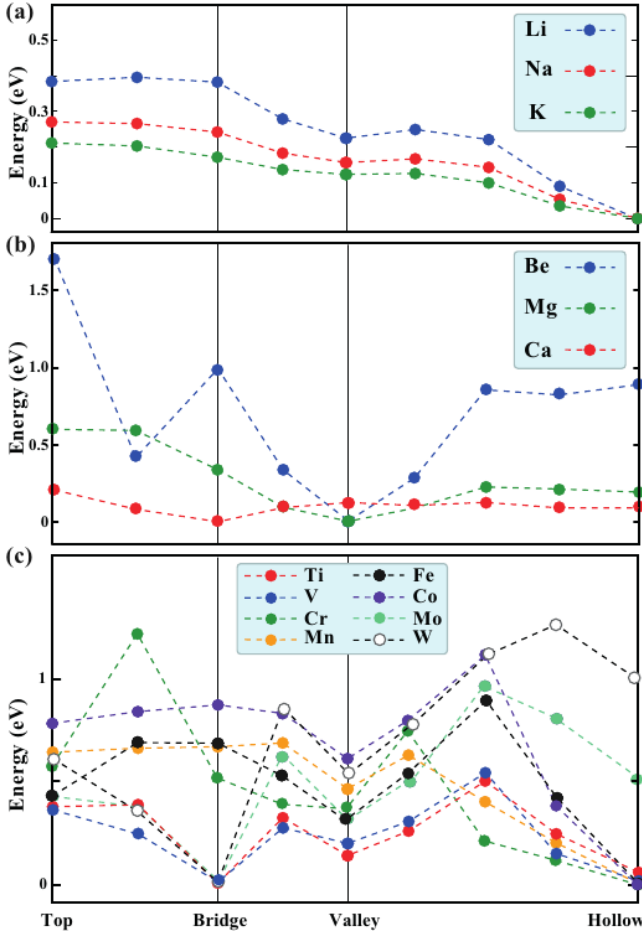 (a)
Energy (eV)
0.5
0.3
0.1
0
Li
Na
K
(b)
Energy (eV)
1.5
1.0
0.5
0
Be
Mg
Ca
(c)
Energy (eV)
1
0
Ti
V
Cr
Mn
Fe
Co
Mo
W
Top Bridge Valley Hollow